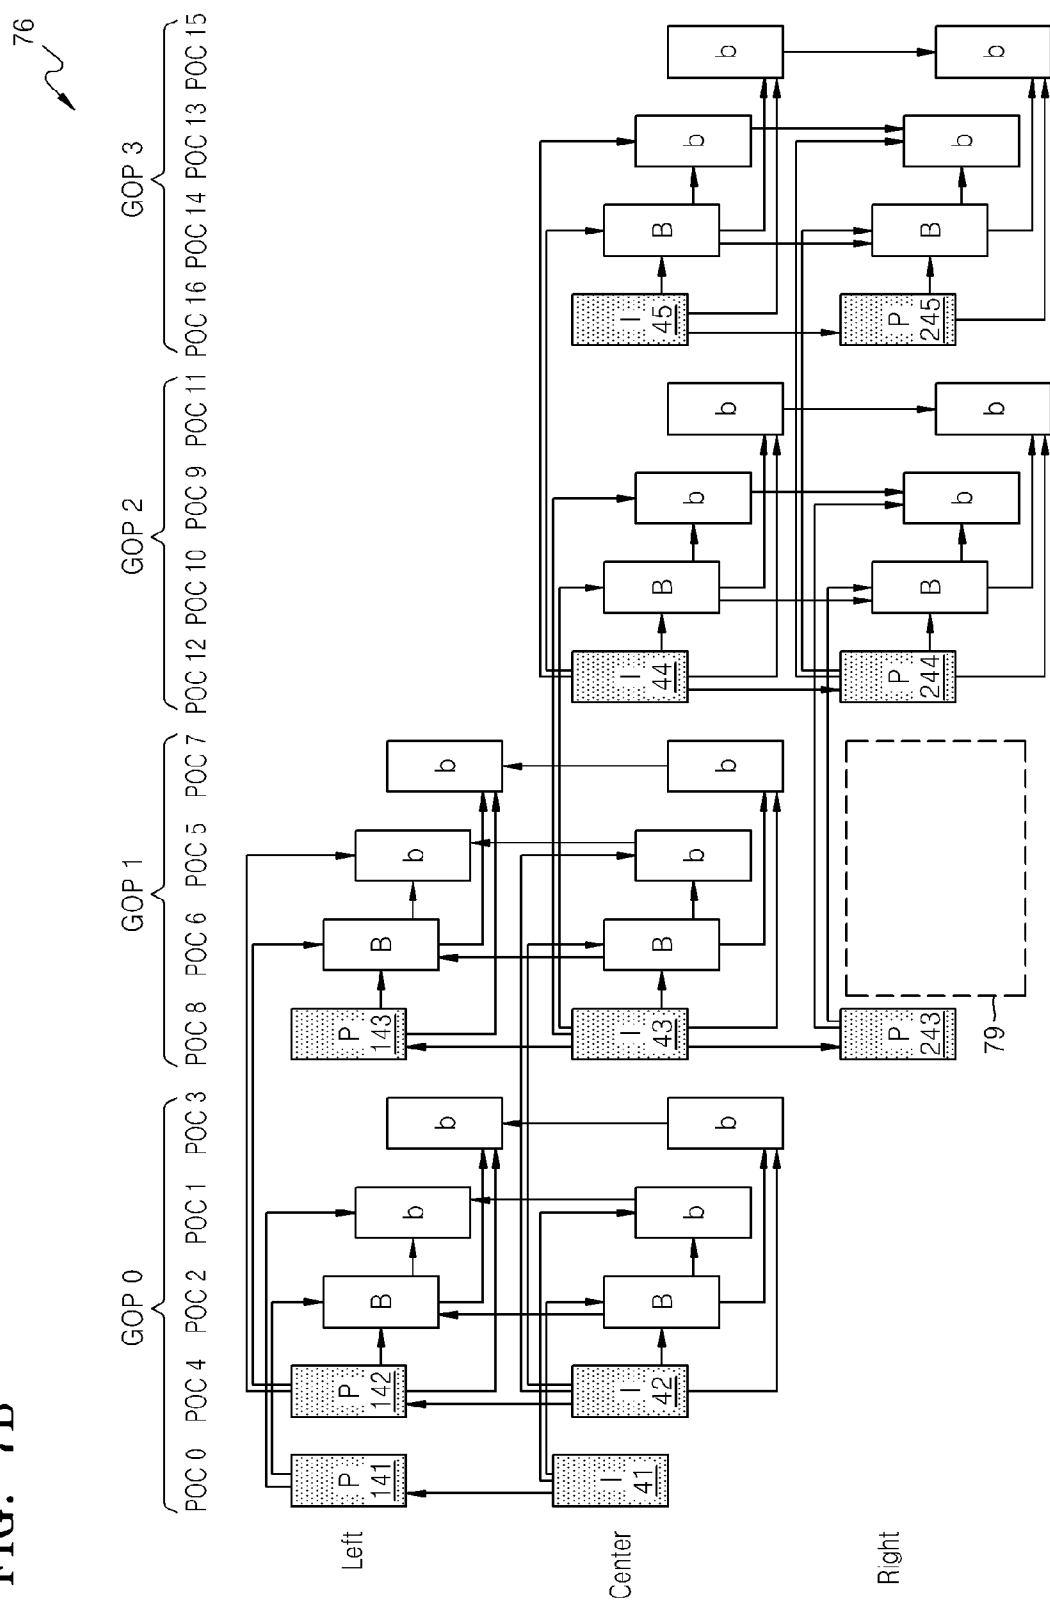 FIG. 7B
76
GOP 0 GOP 1 GOP 2 GOP 3
POC 0 POC 4 POC 2 POC 1 POC 3 POC 8 POC 6 POC 5 POC 7 POC 12 POC 10 POC 9 POC 11 POC 16 POC 14 POC 13 POC 15
Left
P 141
P 142
B
b
b
P 143
B
b
b
Center
I 41
I 42
B
b
b
I 43
B
b
b
I 44
B
b
b
I 45
B
b
b
Right
P 243
79
P 244
B
b
b
P 245
B
b
b